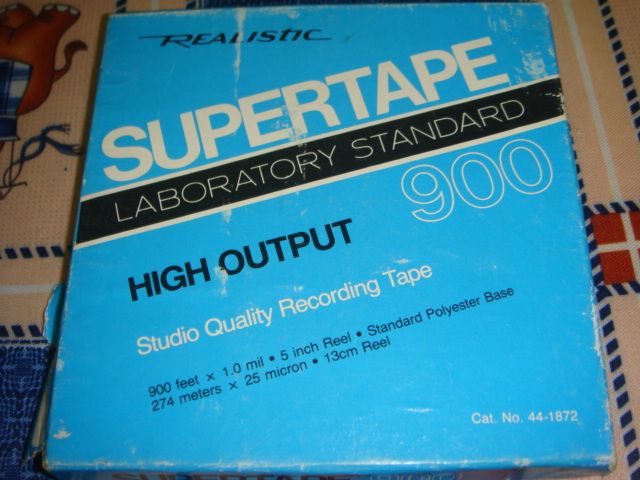 REALISTIC
SUPERTAPE
LABORATORY STANDARD
900
HIGH OUTPUT
Studio Quality Recording Tape
900 feet × 1.0 mil • 5 inch Reel • Standard Polyester Base
274 meters × 25 micron • 13cm Reel
Cat. No. 44-1872
SUPERTAPE